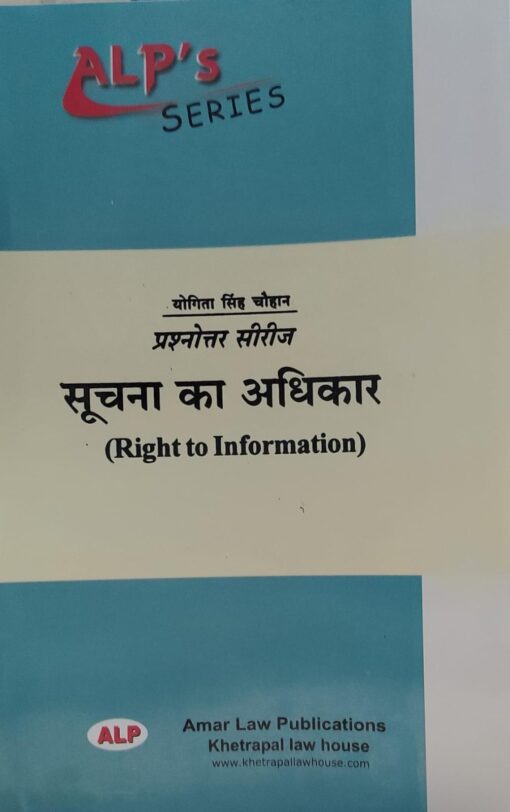 ALP's
SERIES
योगिता सिंह चौहान
प्रश्नोत्तर सीरीज
सूचना का अधिकार
(Right to Information)
ALP
Amar Law Publications
Khetrapal law house
www.khetrapallawhouse.com